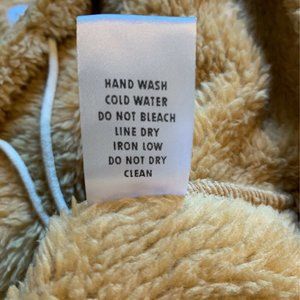 HAND WASH
COLD WATER
DO NOT BLEACH
LINE DRY
IRON LOW
DO NOT DRY
CLEAN